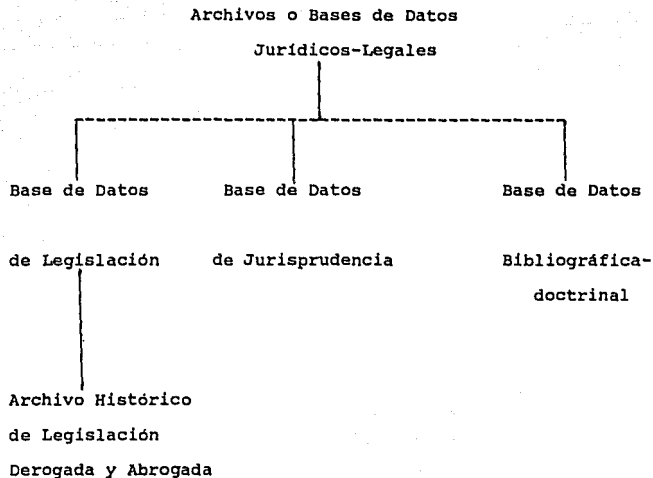 Archivos o Bases de Datos
Jurídicos-Legales
Base de Datos
de Legislación
Base de Datos
de Jurisprudencia
Base de Datos
Bibliográfica-
doctrinal
Archivo Histórico
de Legislación
Derogada y Abrogada